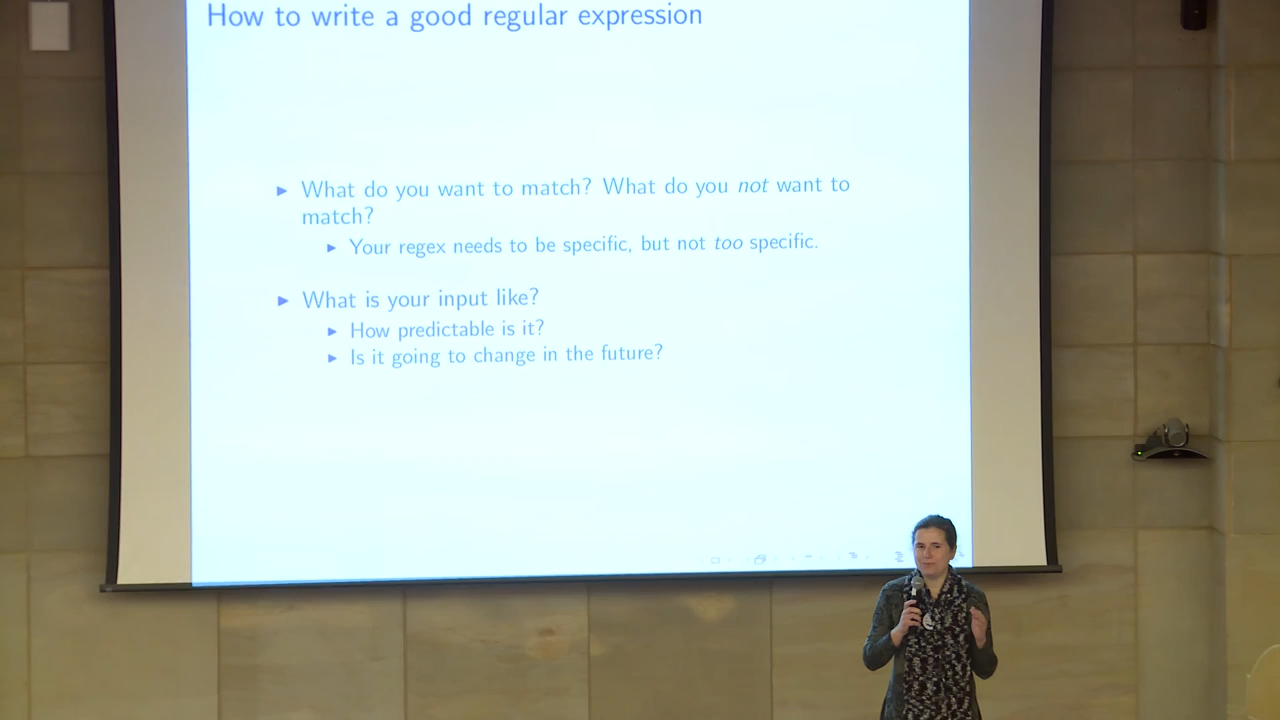 How to write a good regular expression
▶ What do you want to match? What do you not want to
match?
▶ Your regex needs to be specific, but not too specific.
▶ What is your input like?
▶ How predictable is it?
▶ Is it going to change in the future?